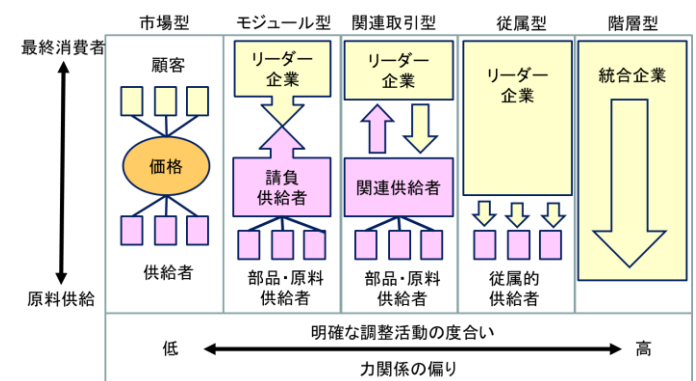 市場型
モジュール型
関連取引型
従属型
階層型
最終消費者
原料供給
顧客
価格
供給者
リーダー
企業
請負
供給者
部品・原料
供給者
リーダー
企業
関連供給者
部品・原料
供給者
リーダー
企業
従属的
供給者
統合企業
明確な調整活動の度合い
低
高
力関係の偏り